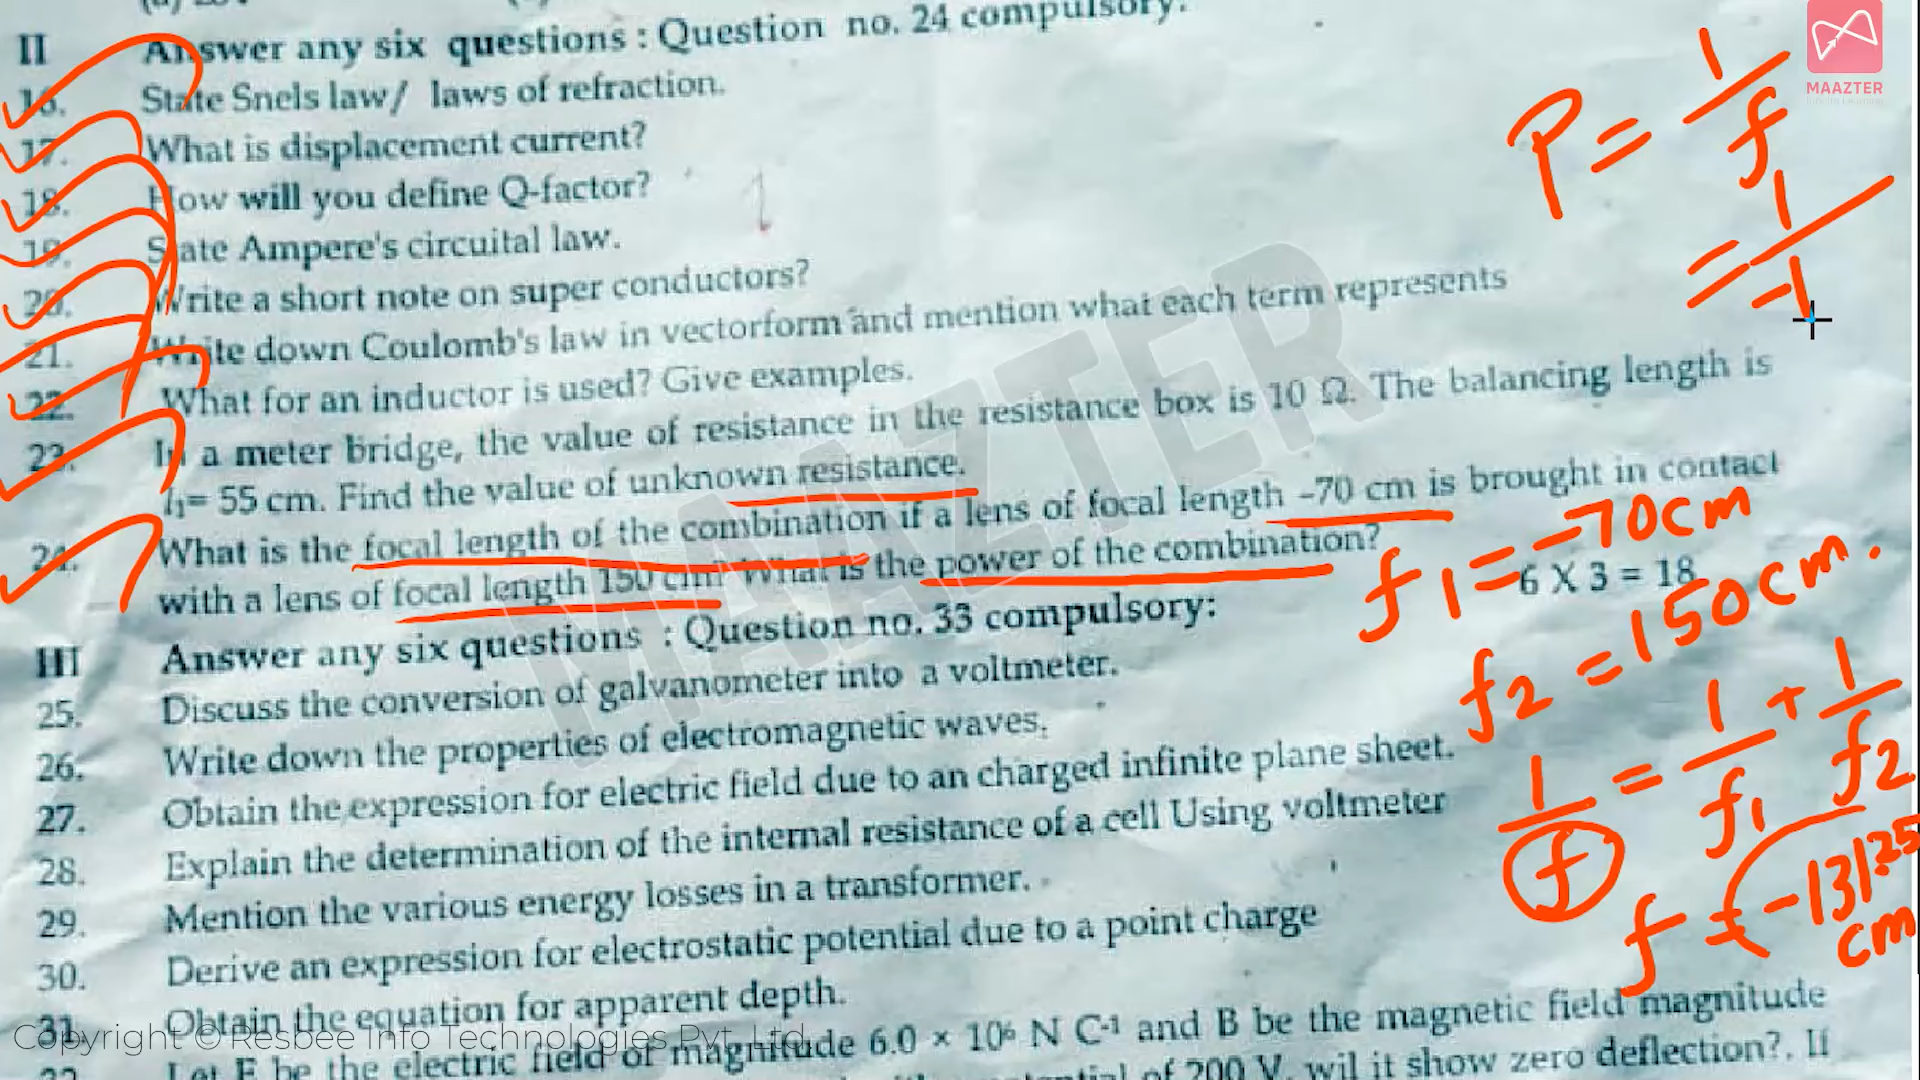 II Answer any six questions : Question no. 24 compulsory.
16. State Snels law/ laws of refraction.
17. What is displacement current?
18. How will you define Q-factor?
19. State Ampere's circuital law.
20. Write a short note on super conductors?
21. Write down Coulomb's law in vectorform and mention what each term represents
22. What for an inductor is used? Give examples.
23. In a meter bridge, the value of resistance in the resistance box is 10 Ω. The balancing length is
l₁= 55 cm. Find the value of unknown resistance.
24. What is the focal length of the combination if a lens of focal length -70 cm is brought in contact
with a lens of focal length 150 cm? What is the power of the combination?
6 X 3 = 18
III Answer any six questions : Question no. 33 compulsory:
25. Discuss the conversion of galvanometer into a voltmeter.
26. Write down the properties of electromagnetic waves.
27. Obtain the expression for electric field due to an charged infinite plane sheet.
28. Explain the determination of the internal resistance of a cell Using voltmeter
29. Mention the various energy losses in a transformer.
30. Derive an expression for electrostatic potential due to a point charge
31. Obtain the equation for apparent depth.
Let E be the electric field of magnitude 6.0 × 10⁶ N C⁻¹ and B be the magnetic field magnitude
potential of 200 V, wil it show zero deflection?. If
P = 1/f
= 1/-1
f1 = -70cm
f2 = 150cm.
1/f = 1/f1 + 1/f2
f = -131.25
cm
MAAZTER
MAAZTER
Copyright © Resbee Info Technologies Pvt. Ltd.